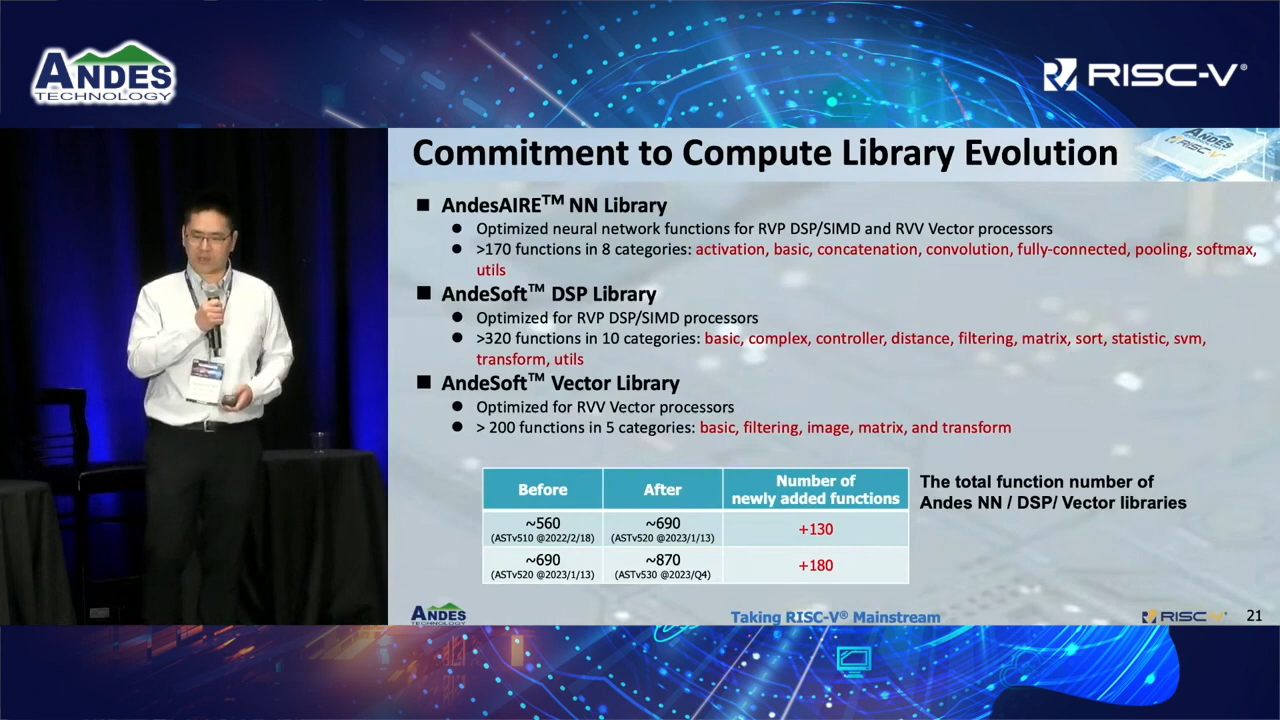 ANDES
TECHNOLOGY
RISC-V®
Commitment to Compute Library Evolution
ANDES
RISC-V
■ AndesAIRE™ NN Library
● Optimized neural network functions for RVP DSP/SIMD and RVV Vector processors
● >170 functions in 8 categories: activation, basic, concatenation, convolution, fully-connected, pooling, softmax,
utils
■ AndeSoft™ DSP Library
● Optimized for RVP DSP/SIMD processors
● >320 functions in 10 categories: basic, complex, controller, distance, filtering, matrix, sort, statistic, svm,
transform, utils
■ AndeSoft™ Vector Library
● Optimized for RVV Vector processors
● > 200 functions in 5 categories: basic, filtering, image, matrix, and transform
Before After Number of
newly added functions
~560 ~690 +130
(ASTv510 @2022/2/18) (ASTv520 @2023/1/13)
~690 ~870 +180
(ASTv520 @2023/1/13) (ASTv530 @2023/Q4)
The total function number of
Andes NN / DSP/ Vector libraries
ANDES
TECHNOLOGY
Taking RISC-V® Mainstream
RISC-V
21